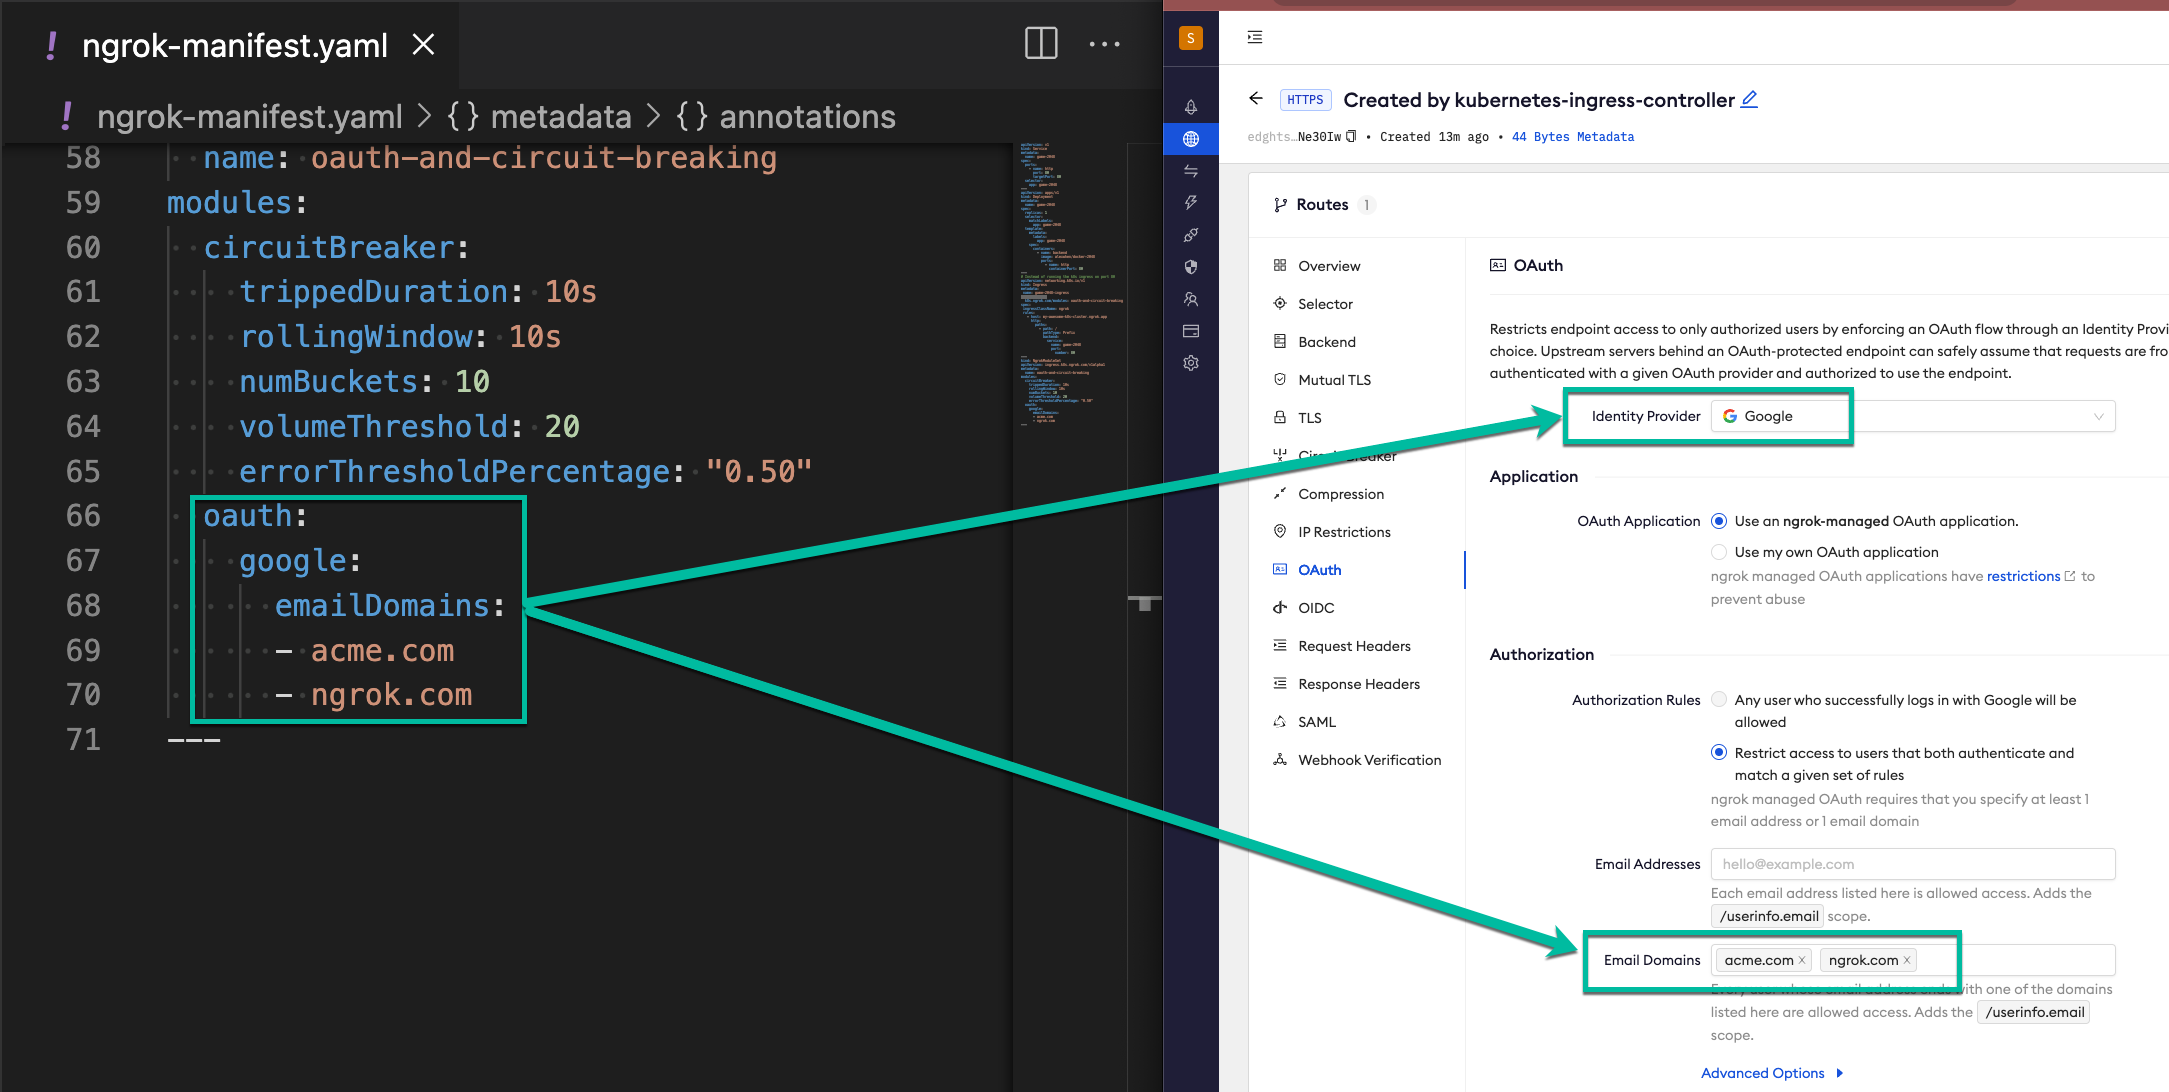 ngrok-manifest.yaml
ngrok-manifest.yaml > {} metadata > {} annotations
58 name: oauth-and-circuit-breaking
59 modules:
60 circuitBreaker:
61 trippedDuration: 10s
62 rollingWindow: 10s
63 numBuckets: 10
64 volumeThreshold: 20
65 errorThresholdPercentage: "0.50"
66 oauth:
67 google:
68 emailDomains:
69 - acme.com
70 - ngrok.com
71 ---
S
HTTPS Created by kubernetes-ingress-controller
edghts…Ne30Iw • Created 13m ago • 44 Bytes Metadata
Routes 1
Overview
Selector
Backend
Mutual TLS
TLS
Circuit Breaker
Compression
IP Restrictions
OAuth
OIDC
Request Headers
Response Headers
SAML
Webhook Verification
OAuth
Restricts endpoint access to only authorized users by enforcing an OAuth flow through an Identity Provi
choice. Upstream servers behind an OAuth-protected endpoint can safely assume that requests are fro
authenticated with a given OAuth provider and authorized to use the endpoint.
Identity Provider Google
Application
OAuth Application Use an ngrok-managed OAuth application.
Use my own OAuth application
ngrok managed OAuth applications have restrictions to
prevent abuse
Authorization
Authorization Rules Any user who successfully logs in with Google will be
allowed
Restrict access to users that both authenticate and
match a given set of rules
ngrok managed OAuth requires that you specify at least 1
email address or 1 email domain
Email Addresses hello@example.com
Each email address listed here is allowed access. Adds the
/userinfo.email scope.
Email Domains acme.com × ngrok.com ×
Every user whose email address ends with one of the domains
listed here are allowed access. Adds the /userinfo.email
scope.
Advanced Options